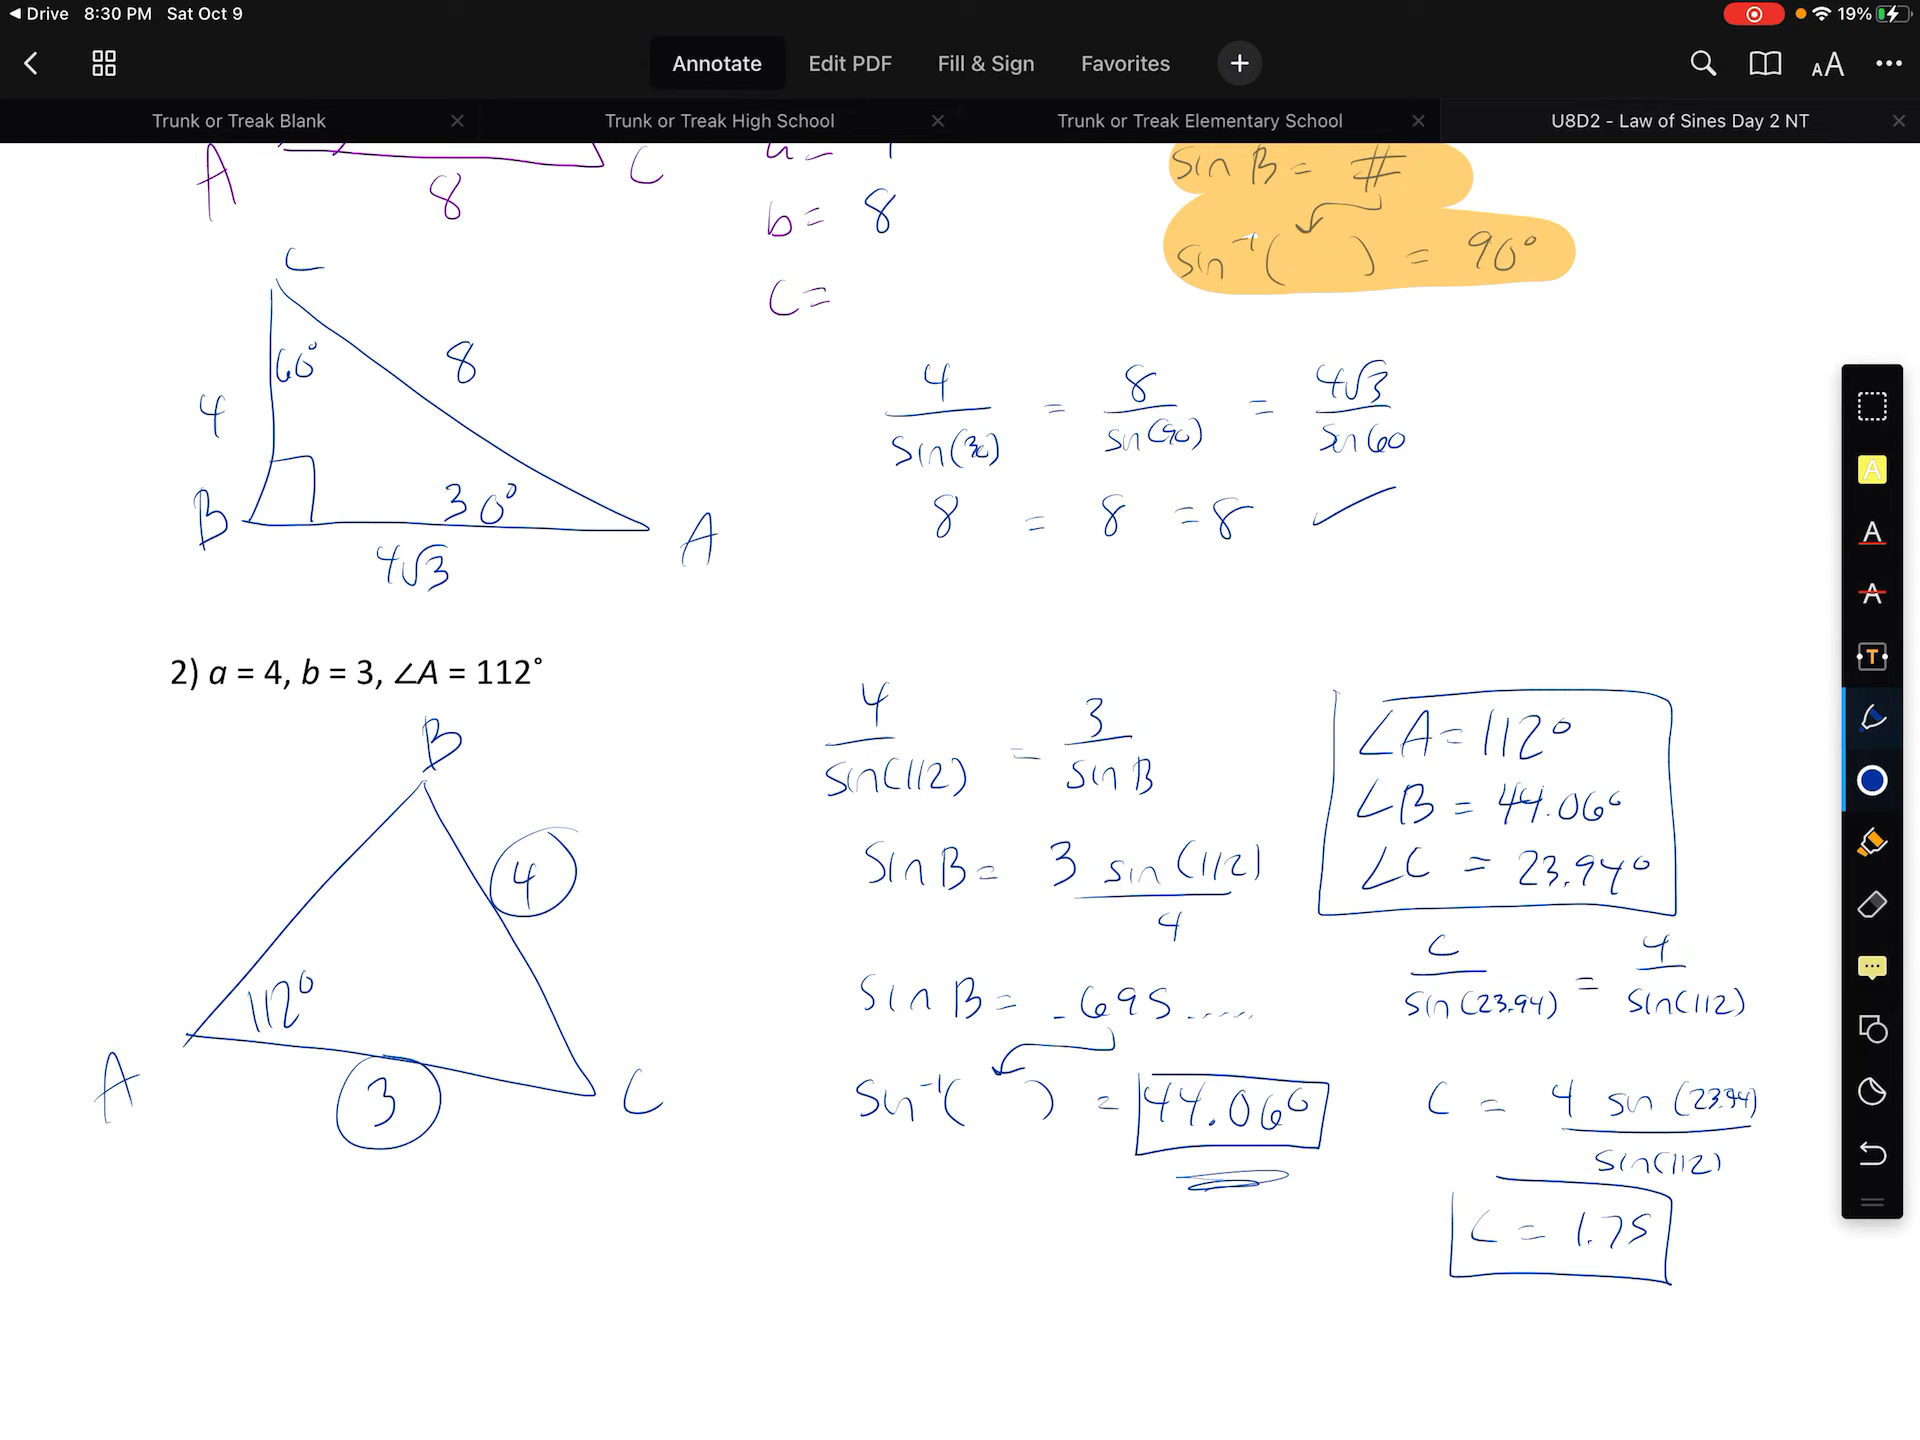 Drive 8:30 PM Sat Oct 9 19%
Annotate Edit PDF Fill & Sign Favorites
Trunk or Treak Blank Trunk or Treak High School Trunk or Treak Elementary School U8D2 - Law of Sines Day 2 NT
A 8 C
b = 8
c =
sin B = #
sin⁻¹( ) = 90°
C
60° 8
4
B 30° A
4√3
4/sin(30) = 8/sin(90) = 4√3/sin 60
8 = 8 = 8 ✓
2) a = 4, b = 3, ∠A = 112°
B
4
112°
A 3 C
4/sin(112) = 3/sin B
sin B = 3 sin(112)/4
sin B = .695......
sin⁻¹( ) = 44.06°
∠A = 112°
∠B = 44.06°
∠C = 23.94°
c/sin(23.94) = 4/sin(112)
C = 4 sin(23.94)/sin(112)
C = 1.75